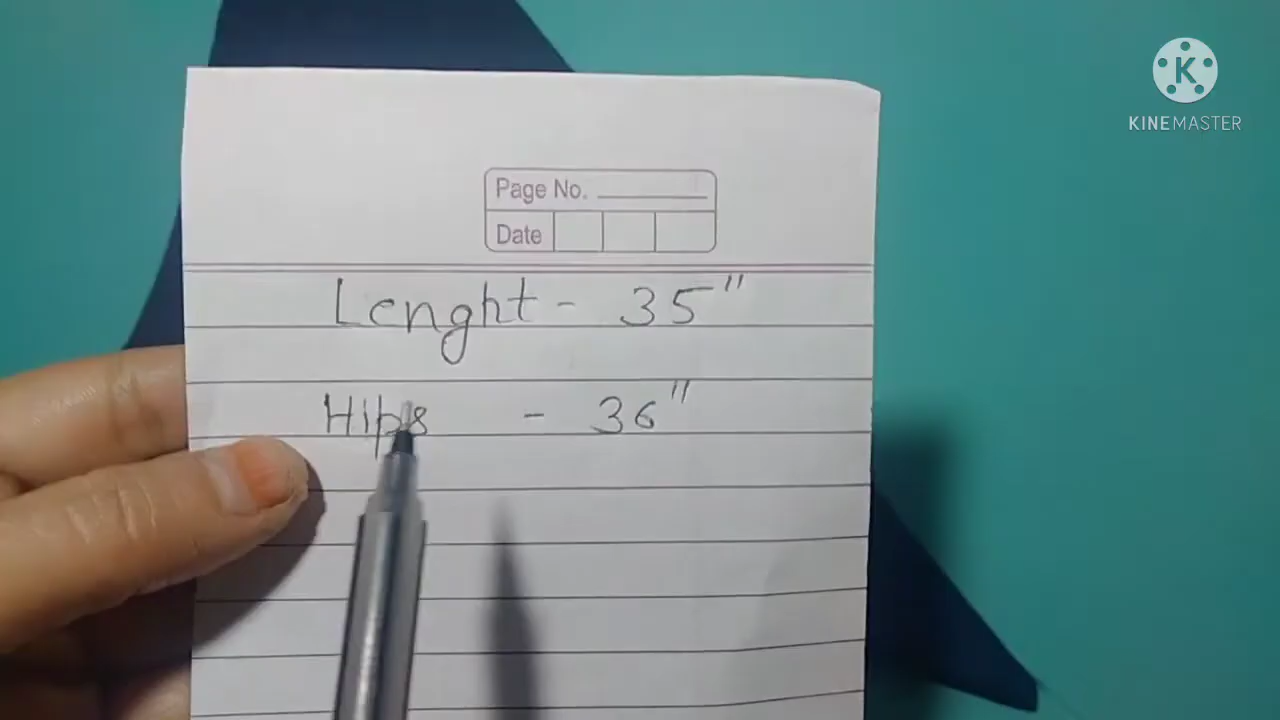 K
KINEMASTER
Page No.
Date
Lenght - 35"
Hips - 36"